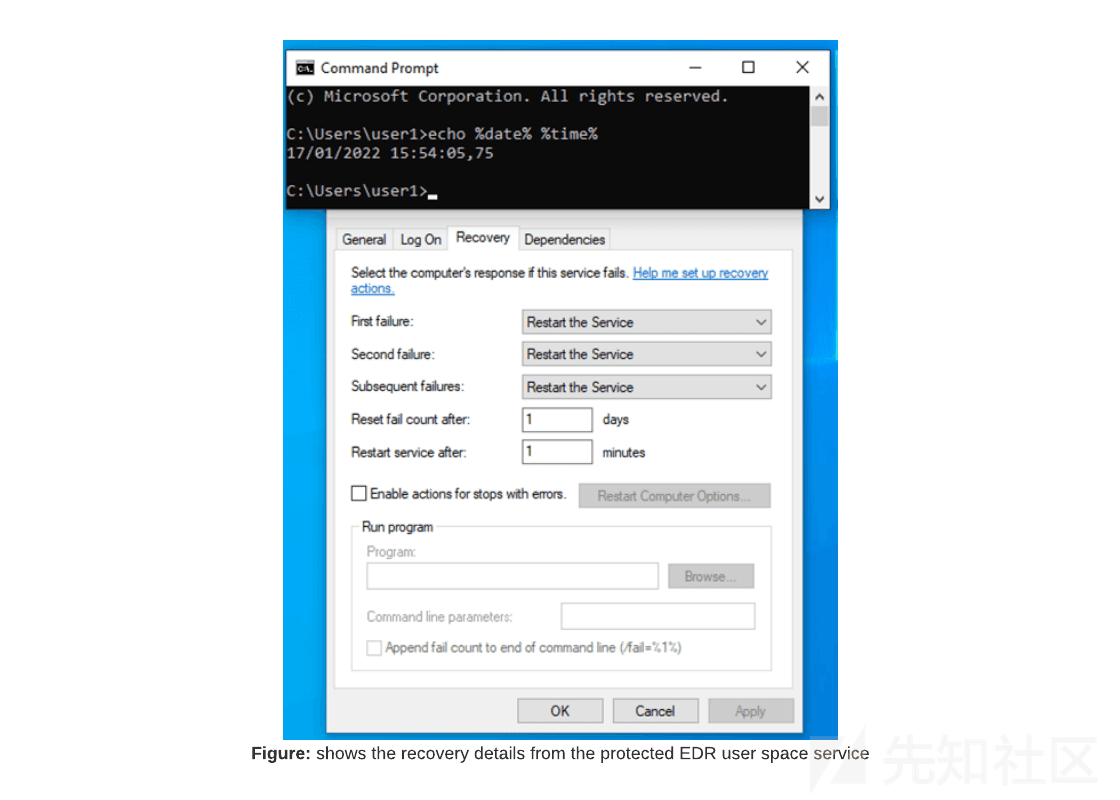 Command Prompt
(c) Microsoft Corporation. All rights reserved.
C:\Users\user1>echo %date% %time%
17/01/2022 15:54:05,75
C:\Users\user1>
General Log On Recovery Dependencies
Select the computer's response if this service fails. Help me set up recovery
actions.
First failure: Restart the Service
Second failure: Restart the Service
Subsequent failures: Restart the Service
Reset fail count after: 1 days
Restart service after: 1 minutes
Enable actions for stops with errors. Restart Computer Options...
Run program
Program:
Browse...
Command line parameters:
Append fail count to end of command line (/fail=%1%)
OK Cancel Apply
Figure: shows the recovery details from the protected EDR user space service
先知社区